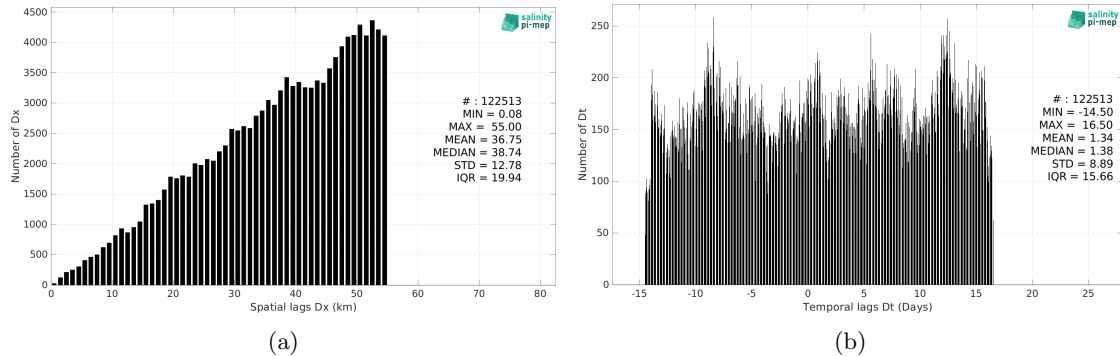 4500
4000
3500
3000
2500
2000
1500
1000
500
0
Number of Dx
0 10 20 30 40 50 60 70 80
Spatial lags Dx (km)
salinity
pi-mep
# : 122513
MIN = 0.08
MAX = 55.00
MEAN = 36.75
MEDIAN = 38.74
STD = 12.78
IQR = 19.94
(a)
250
200
150
100
50
0
Number of Dt
-15 -10 -5 0 5 10 15 20 25
Temporal lags Dt (Days)
salinity
pi-mep
# : 122513
MIN = -14.50
MAX = 16.50
MEAN = 1.34
MEDIAN = 1.38
STD = 8.89
IQR = 15.66
(b)